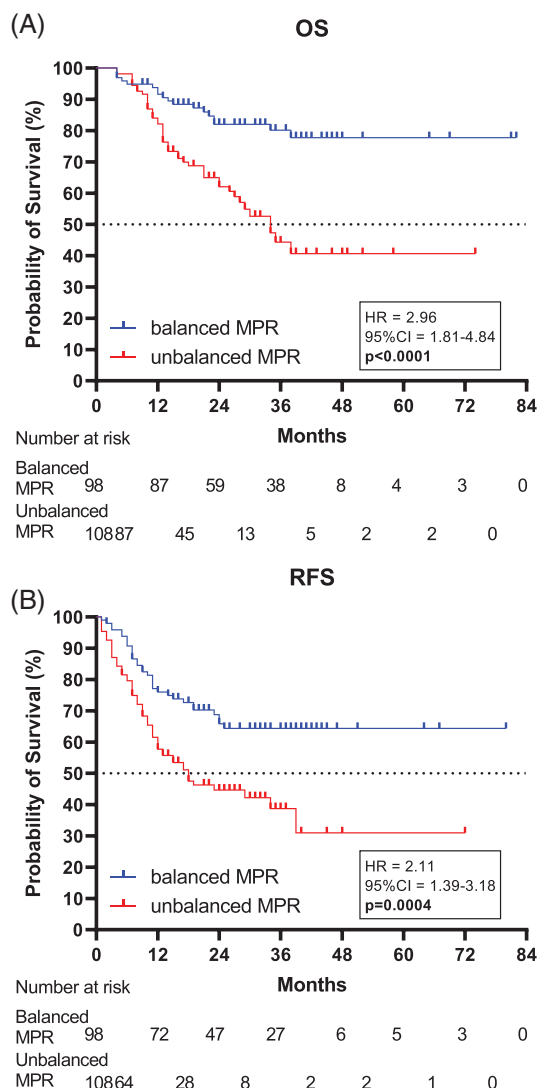 (A)
OS
Probability of Survival (%)
100
90
80
70
60
50
40
30
20
10
0
balanced MPR
unbalanced MPR
HR = 2.96
95%CI = 1.81-4.84
p<0.0001
0 12 24 36 48 60 72 84
Months
Number at risk
Balanced
MPR 98 87 59 38 8 4 3 0
Unbalanced
MPR 10887 45 13 5 2 2 0
RFS
(B)
Probability of Survival (%)
100
90
80
70
60
50
40
30
20
10
0
balanced MPR
unbalanced MPR
HR = 2.11
95%CI = 1.39-3.18
p=0.0004
0 12 24 36 48 60 72 84
Months
Number at risk
Balanced
MPR 98 72 47 27 6 5 3 0
Unbalanced
MPR 10864 28 8 2 2 1 0